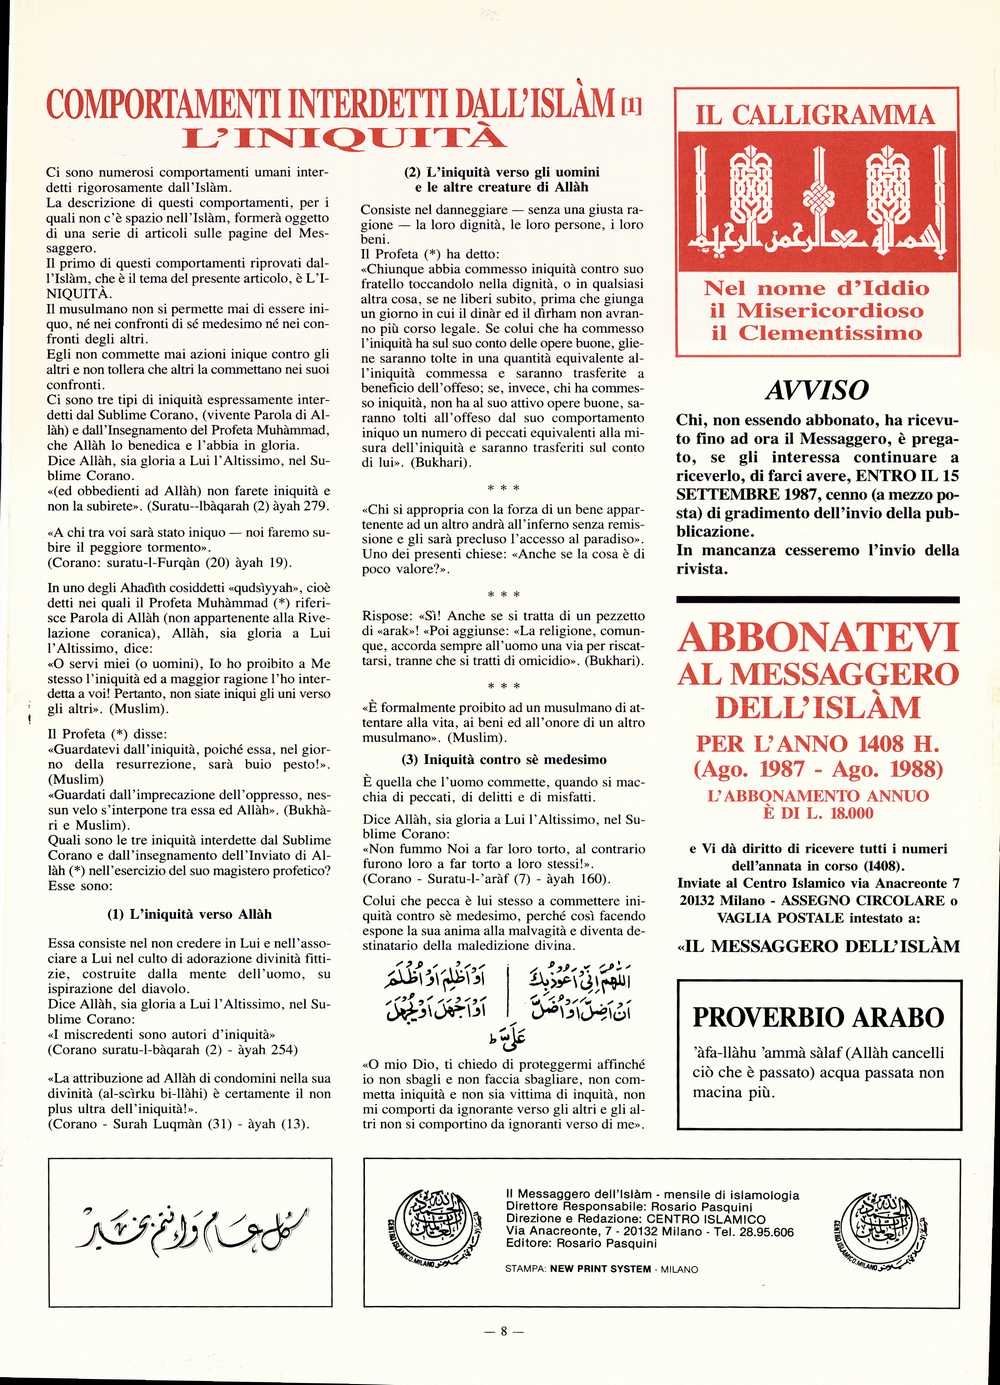 COMPORTAMENTI INTERDETTI DALL'ISLÀM [1]
L'INIQUITÀ
Ci sono numerosi comportamenti umani inter-
detti rigorosamente dall'Islàm.
La descrizione di questi comportamenti, per i
quali non c'è spazio nell'Islàm, formerà oggetto
di una serie di articoli sulle pagine del Mes-
saggero.
Il primo di questi comportamenti riprovati dal-
l'Islàm, che è il tema del presente articolo, è L'I-
NIQUITÀ.
Il musulmano non si permette mai di essere ini-
quo, né nei confronti di sé medesimo né nei con-
fronti degli altri.
Egli non commette mai azioni inique contro gli
altri e non tollera che altri la commettano nei suoi
confronti.
Ci sono tre tipi di iniquità espressamente inter-
detti dal Sublime Corano, (vivente Parola di Al-
làh) e dall'Insegnamento del Profeta Muhàmmad,
che Allàh lo benedica e l'abbia in gloria.
Dice Allàh, sia gloria a Lui l'Altissimo, nel Su-
blime Corano.
«(ed obbedienti ad Allàh) non farete iniquità e
non la subirete». (Suratu--lbàqarah (2) àyah 279.
«A chi tra voi sarà stato iniquo — noi faremo su-
bire il peggiore tormento».
(Corano: suratu-l-Furqàn (20) àyah 19).
In uno degli Ahadìth cosiddetti «qudsìyyah», cioè
detti nei quali il Profeta Muhàmmad (*) riferi-
sce Parola di Allàh (non appartenente alla Rive-
lazione coranica), Allàh, sia gloria a Lui
l'Altissimo, dice:
«O servi miei (o uomini), Io ho proibito a Me
stesso l'iniquità ed a maggior ragione l'ho inter-
detta a voi! Pertanto, non siate iniqui gli uni verso
gli altri». (Muslim).
Il Profeta (*) disse:
«Guardatevi dall'iniquità, poiché essa, nel gior-
no della resurrezione, sarà buio pesto!».
(Muslim)
«Guardati dall'imprecazione dell'oppresso, nes-
sun velo s'interpone tra essa ed Allàh». (Bukhà-
ri e Muslim).
Quali sono le tre iniquità interdette dal Sublime
Corano e dall'insegnamento dell'Inviato di Al-
làh (*) nell'esercizio del suo magistero profetico?
Esse sono:
(1) L'iniquità verso Allàh
Essa consiste nel non credere in Lui e nell'asso-
ciare a Lui nel culto di adorazione divinità fitti-
zie, costruite dalla mente dell'uomo, su
ispirazione del diavolo.
Dice Allàh, sia gloria a Lui l'Altissimo, nel Su-
blime Corano:
«I miscredenti sono autori d'iniquità»
(Corano suratu-l-bàqarah (2) - àyah 254)
«La attribuzione ad Allàh di condomini nella sua
divinità (al-scìrku bi-llàhi) è certamente il non
plus ultra dell'iniquità!».
(Corano - Surah Luqmàn (31) - àyah (13).
(2) L'iniquità verso gli uomini
e le altre creature di Allàh
Consiste nel danneggiare — senza una giusta ra-
gione — la loro dignità, le loro persone, i loro
beni.
Il Profeta (*) ha detto:
«Chiunque abbia commesso iniquità contro suo
fratello toccandolo nella dignità, o in qualsiasi
altra cosa, se ne liberi subito, prima che giunga
un giorno in cui il dinàr ed il dìrham non avran-
no più corso legale. Se colui che ha commesso
l'iniquità ha sul suo conto delle opere buone, glie-
ne saranno tolte in una quantità equivalente al-
l'iniquità commessa e saranno trasferite a
beneficio dell'offeso; se, invece, chi ha commes-
so iniquità, non ha al suo attivo opere buone, sa-
ranno tolti all'offeso dal suo comportamento
iniquo un numero di peccati equivalenti alla mi-
sura dell'iniquità e saranno trasferiti sul conto
di lui». (Bukhari).
* * *
«Chi si appropria con la forza di un bene appar-
tenente ad un altro andrà all'inferno senza remis-
sione e gli sarà precluso l'accesso al paradiso».
Uno dei presenti chiese: «Anche se la cosa è di
poco valore?».
* * *
Rispose: «Sì! Anche se si tratta di un pezzetto
di «arak»! «Poi aggiunse: «La religione, comun-
que, accorda sempre all'uomo una via per riscat-
tarsi, tranne che si tratti di omicidio». (Bukhari).
* * *
«È formalmente proibito ad un musulmano di at-
tentare alla vita, ai beni ed all'onore di un altro
musulmano». (Muslim).
(3) Iniquità contro sè medesimo
È quella che l'uomo commette, quando si mac-
chia di peccati, di delitti e di misfatti.
Dice Allàh, sia gloria a Lui l'Altissimo, nel Su-
blime Corano:
«Non fummo Noi a far loro torto, al contrario
furono loro a far torto a loro stessi!».
(Corano - Suratu-l-'aràf (7) - àyah 160).
Colui che pecca è lui stesso a commettere ini-
quità contro sè medesimo, perché così facendo
espone la sua anima alla malvagità e diventa de-
stinatario della maledizione divina.
اَللّٰهُمَّ اِنِّي اَعُوذُ بِكَ | اَوْ اَظْلِمَ اَوْ اُظْلَمَ
اَنْ اَضِلَّ اَوْ اُضَلَّ | اَوْ اَجْهَلَ اَوْ يُجْهَلَ
عَلَيَّ
«O mio Dio, ti chiedo di proteggermi affinché
io non sbagli e non faccia sbagliare, non com-
metta iniquità e non sia vittima di inquità, non
mi comporti da ignorante verso gli altri e gli al-
tri non si comportino da ignoranti verso di me».
IL CALLIGRAMMA
بسم الله الرحمن الرحيم
Nel nome d'Iddio
il Misericordioso
il Clementissimo
AVVISO
Chi, non essendo abbonato, ha ricevu-
to fino ad ora il Messaggero, è prega-
to, se gli interessa continuare a
riceverlo, di farci avere, ENTRO IL 15
SETTEMBRE 1987, cenno (a mezzo po-
sta) di gradimento dell'invio della pub-
blicazione.
In mancanza cesseremo l'invio della
rivista.
ABBONATEVI
AL MESSAGGERO
DELL'ISLÀM
PER L'ANNO 1408 H.
(Ago. 1987 - Ago. 1988)
L'ABBONAMENTO ANNUO
È DI L. 18.000
e Vi dà diritto di ricevere tutti i numeri
dell'annata in corso (1408).
Inviate al Centro Islamico via Anacreonte 7
20132 Milano - ASSEGNO CIRCOLARE o
VAGLIA POSTALE intestato a:
«IL MESSAGGERO DELL'ISLÀM
PROVERBIO ARABO
'àfa-llàhu 'ammà sàlaf (Allàh cancelli
ciò che è passato) acqua passata non
macina più.
كل عام وانتم بخير
CENTRO ISLAMICO MILANO
Il Messaggero dell'Islàm - mensile di islamologia
Direttore Responsabile: Rosario Pasquini
Direzione e Redazione: CENTRO ISLAMICO
Via Anacreonte, 7 - 20132 Milano - Tel. 28.95.606
Editore: Rosario Pasquini
STAMPA: NEW PRINT SYSTEM - MILANO
CENTRO ISLAMICO MILANO
— 8 —